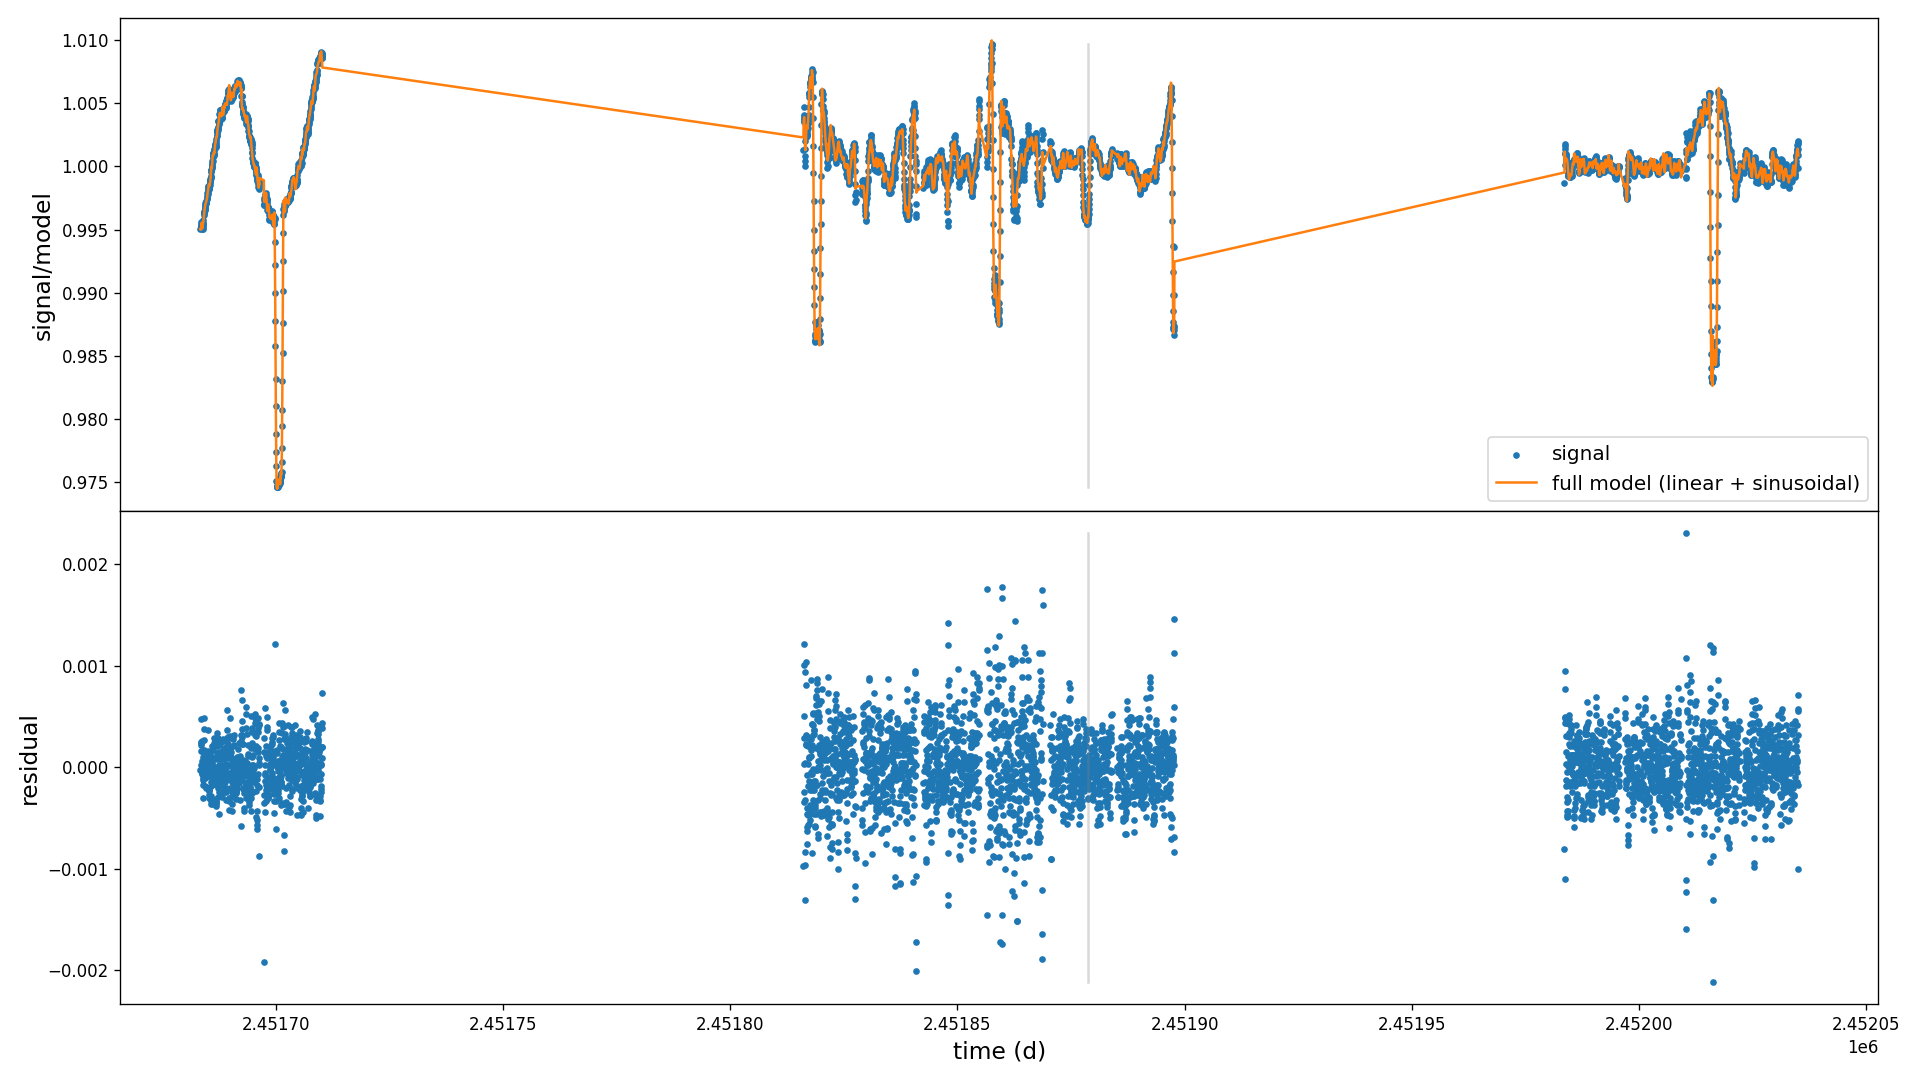 1.010
1.005
1.000
0.995
0.990
0.985
0.980
0.975
signal/model
signal
full model (linear + sinusoidal)
0.002
0.001
0.000
−0.001
−0.002
residual
2.45170 2.45175 2.45180 2.45185 2.45190 2.45195 2.45200 2.45205
1e6
time (d)